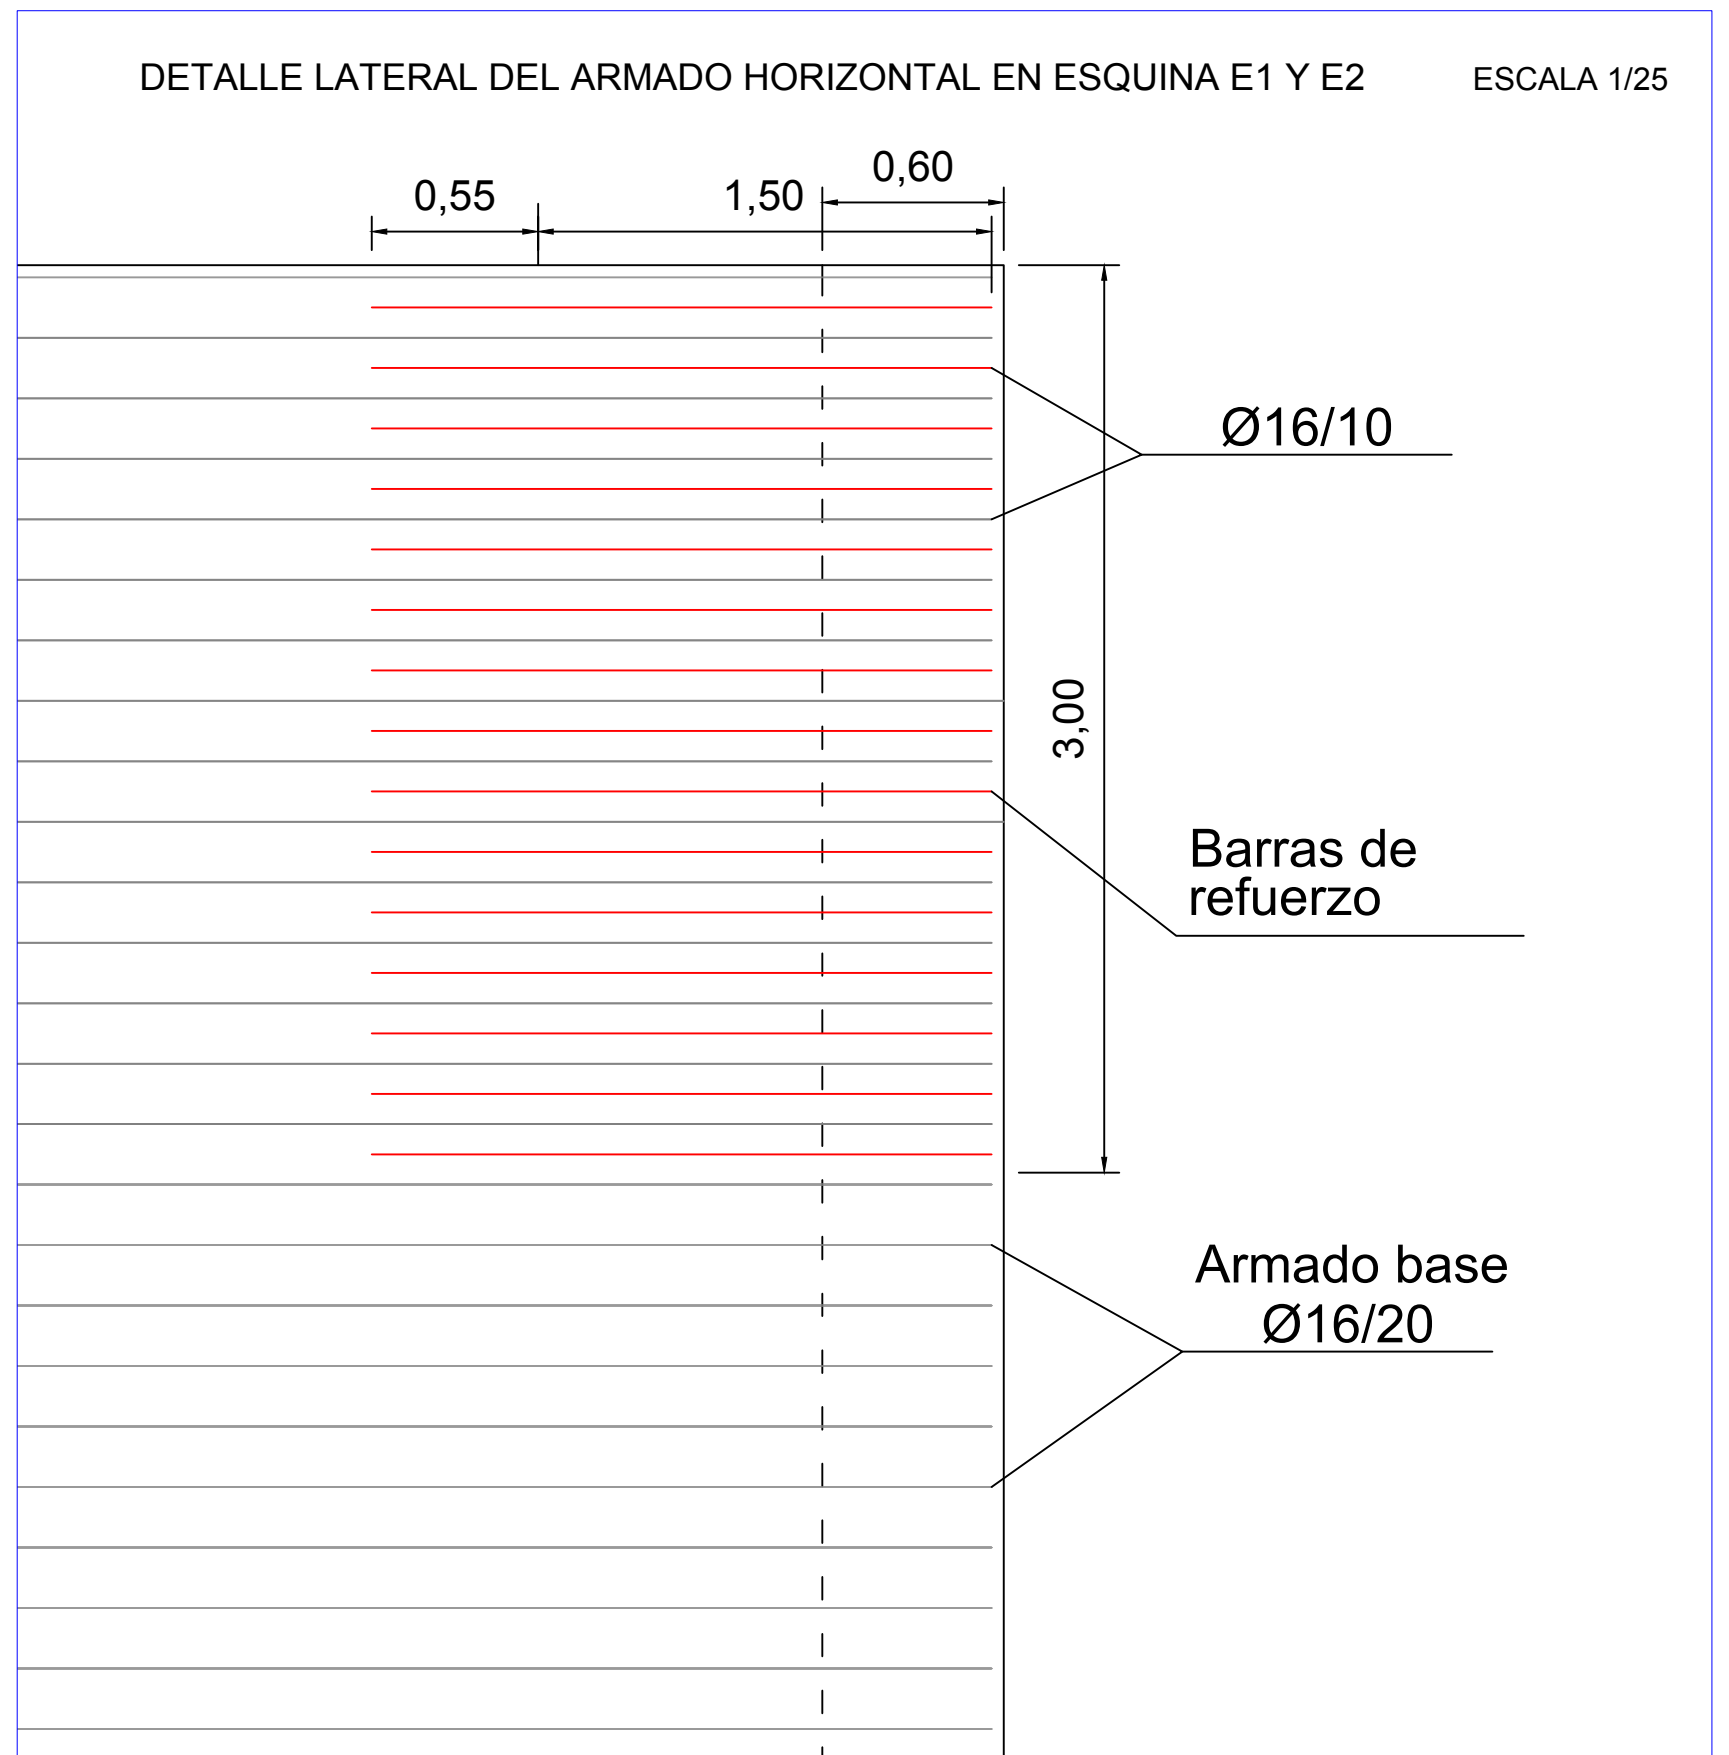 DETALLE LATERAL DEL ARMADO HORIZONTAL EN ESQUINA E1 Y E2
ESCALA 1/25
0,60
0,55
1,50
Ø16/10
3,00
Barras de
refuerzo
Armado base
Ø16/20